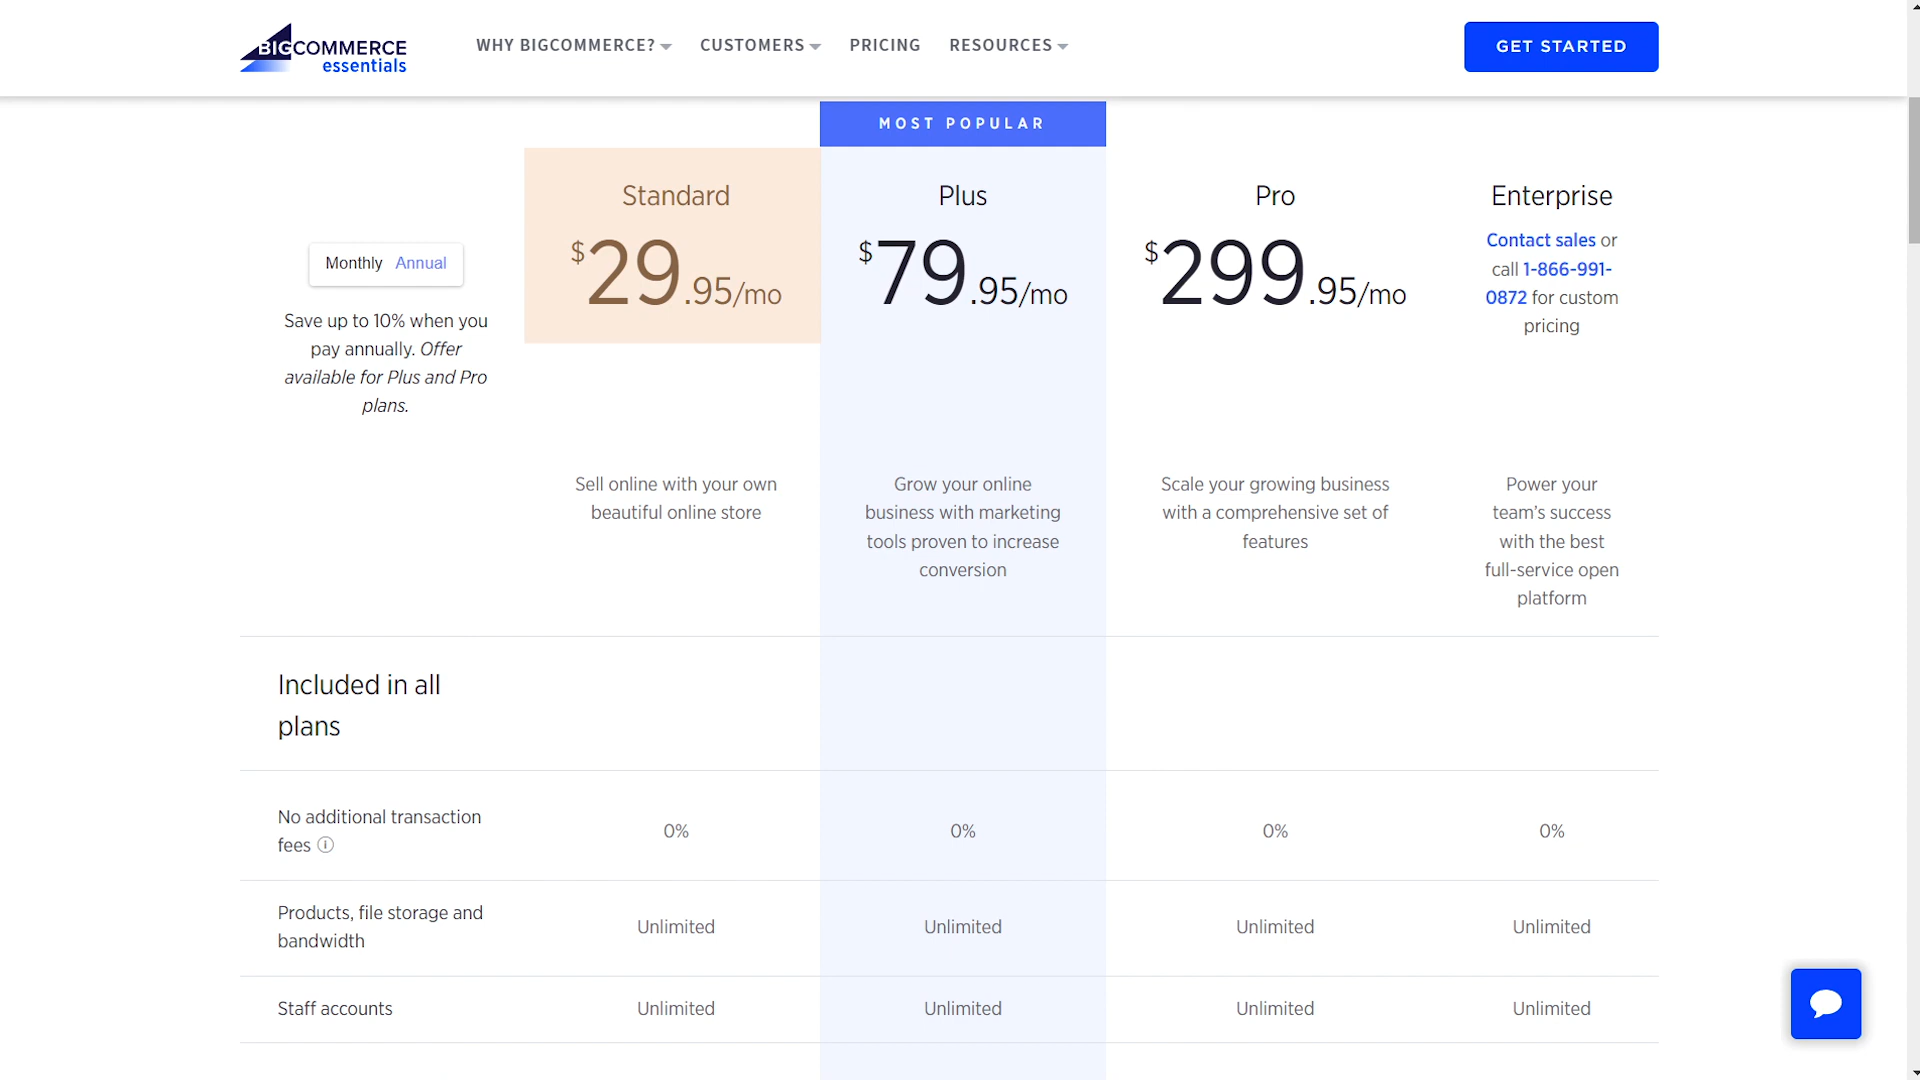 BIGCOMMERCE
essentials
WHY BIGCOMMERCE?
CUSTOMERS
PRICING
RESOURCES
GET STARTED
MOST POPULAR
Monthly Annual
Save up to 10% when you
pay annually. Offer
available for Plus and Pro
plans.
Standard
$29.95/mo
Plus
$79.95/mo
Pro
$299.95/mo
Enterprise
Contact sales or
call 1-866-991-
0872 for custom
pricing
Sell online with your own
beautiful online store
Grow your online
business with marketing
tools proven to increase
conversion
Scale your growing business
with a comprehensive set of
features
Power your
team’s success
with the best
full-service open
platform
Included in all
plans
No additional transaction
fees
0% 0% 0% 0%
Products, file storage and
bandwidth
Unlimited Unlimited Unlimited Unlimited
Staff accounts Unlimited Unlimited Unlimited Unlimited